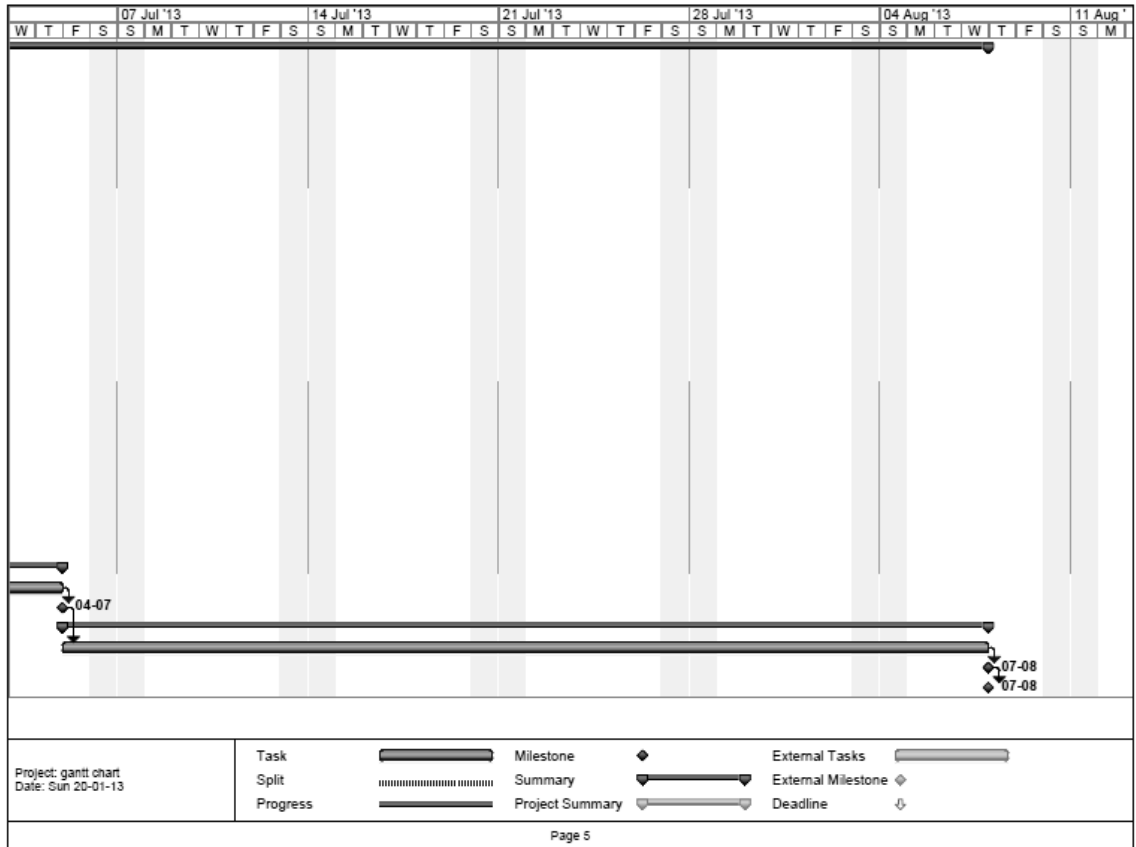 07 Jul '13 14 Jul '13 21 Jul '13 28 Jul '13 04 Aug '13 11 Aug '
W T F S S M T W T F S S M T W T F S S M T W T F S S M T W T F S S M T W T F S S M
04-07
07-08
07-08
Project: gantt chart
Date: Sun 20-01-13
Task Milestone External Tasks
Split Summary External Milestone
Progress Project Summary Deadline
Page 5